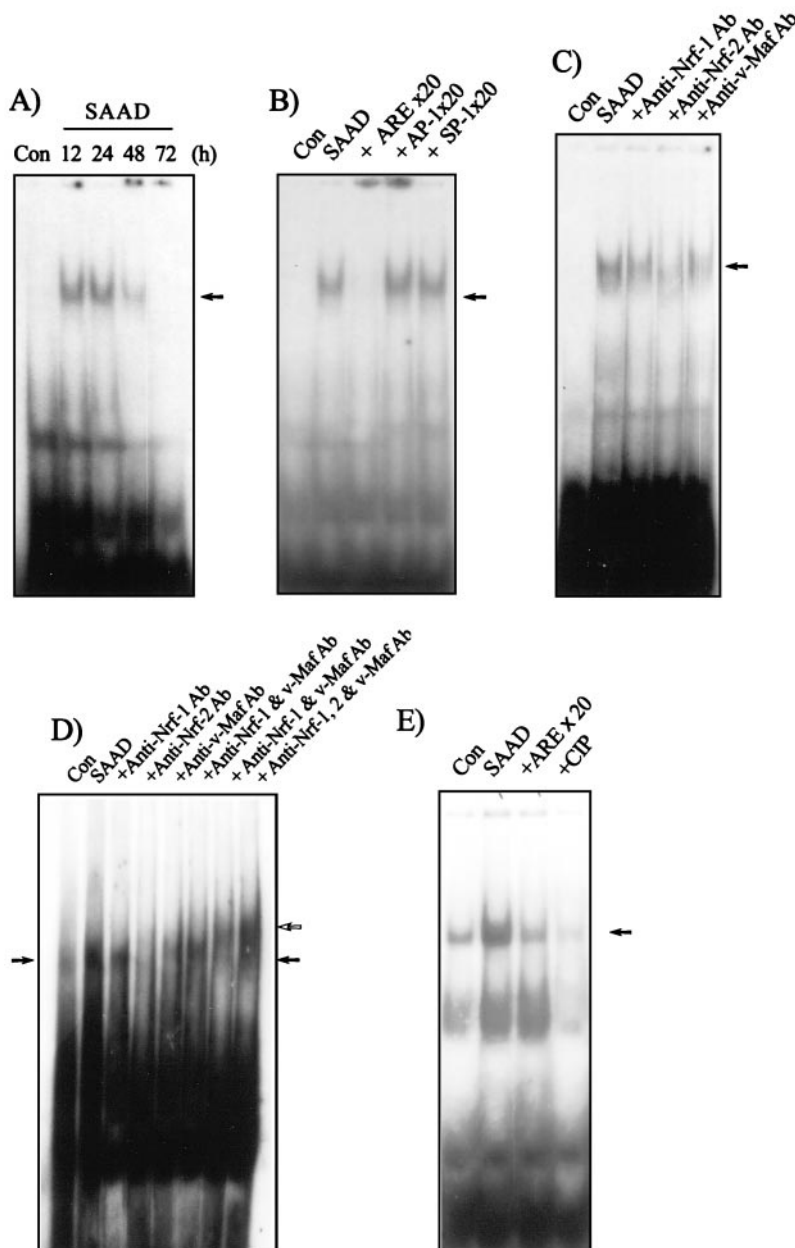 A)
SAAD
Con 12 24 48 72 (h)
B)
Con
SAAD
+ ARE x20
+ AP-1x20
+ SP-1x20
C)
Con
SAAD
+Anti-Nrf-1 Ab
+Anti-Nrf-2 Ab
+Anti-v-Maf Ab
D)
Con
SAAD
+Anti-Nrf-1 Ab
+Anti-Nrf-2 Ab
+Anti-v-Maf Ab
+Anti-Nrf-1 & v-Maf Ab
+ Anti-Nrf-1 & v-Maf Ab
+ Anti-Nrf-1, 2 & v-Maf Ab
E)
Con
SAAD
+ARE x 20
+CIP